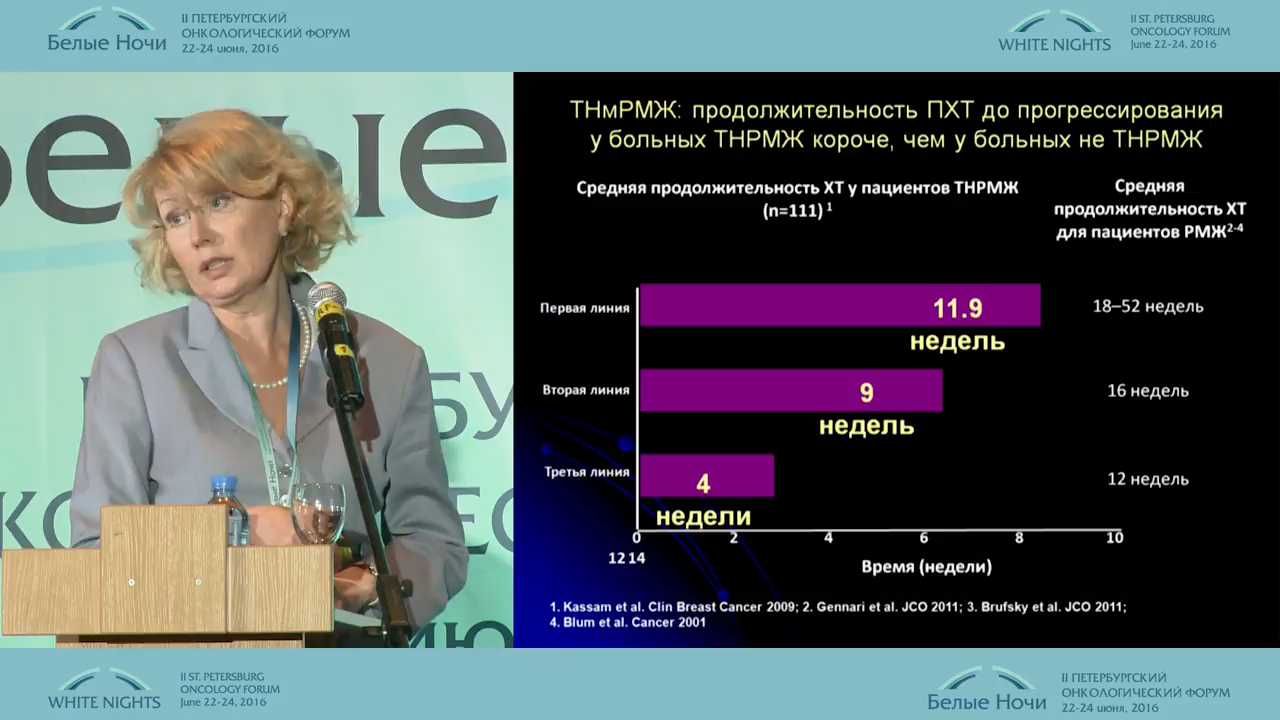 II ПЕТЕРБУРГСКИЙ
ОНКОЛОГИЧЕСКИЙ ФОРУМ
Белые Ночи
22-24 июня, 2016
II ST. PETERSBURG
ONCOLOGY FORUM
WHITE NIGHTS
June 22-24, 2016
ТНмРМЖ: продолжительность ПХТ до прогрессирования
у больных ТНРМЖ короче, чем у больных не ТНРМЖ
Средняя продолжительность ХТ у пациентов ТНРМЖ
(n=111) 1
Средняя
продолжительность ХТ
для пациентов РМЖ2-4
Первая линия
11.9
недель
18–52 недель
Вторая линия
9
недель
16 недель
Третья линия
4
недели
12 недель
0 2 4 6 8 10
12 14
Время (недели)
1. Kassam et al. Clin Breast Cancer 2009; 2. Gennari et al. JCO 2011; 3. Brufsky et al. JCO 2011;
4. Blum et al. Cancer 2001
II ST. PETERSBURG
ONCOLOGY FORUM
WHITE NIGHTS
June 22-24, 2016
II ПЕТЕРБУРГСКИЙ
ОНКОЛОГИЧЕСКИЙ ФОРУМ
Белые Ночи
22-24 июня, 2016